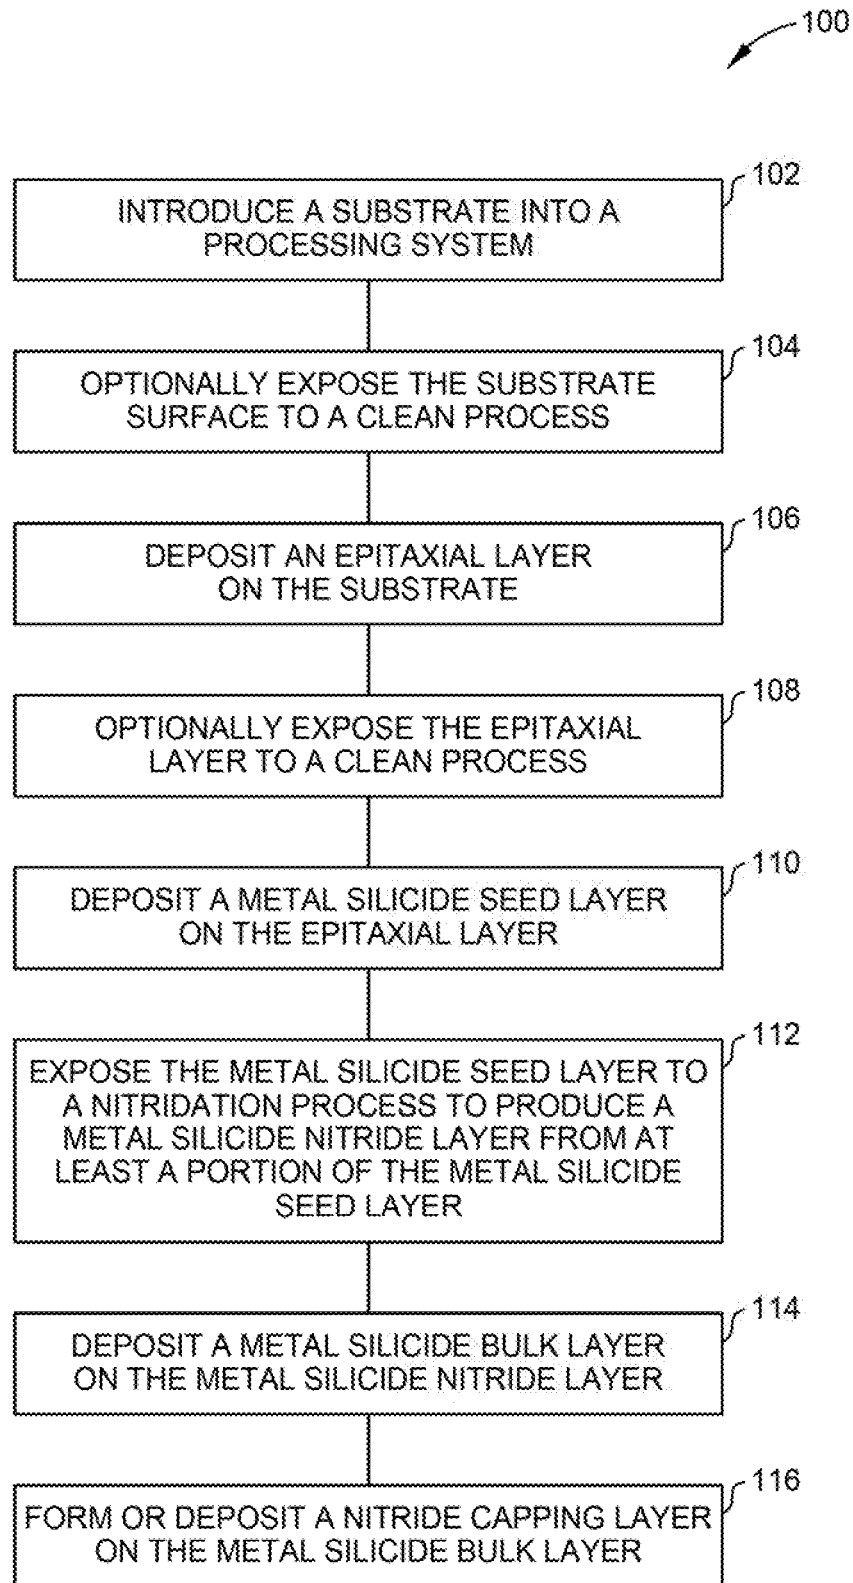 100
102
INTRODUCE A SUBSTRATE INTO A
PROCESSING SYSTEM
104
OPTIONALLY EXPOSE THE SUBSTRATE
SURFACE TO A CLEAN PROCESS
106
DEPOSIT AN EPITAXIAL LAYER
ON THE SUBSTRATE
108
OPTIONALLY EXPOSE THE EPITAXIAL
LAYER TO A CLEAN PROCESS
110
DEPOSIT A METAL SILICIDE SEED LAYER
ON THE EPITAXIAL LAYER
112
EXPOSE THE METAL SILICIDE SEED LAYER TO
A NITRIDATION PROCESS TO PRODUCE A
METAL SILICIDE NITRIDE LAYER FROM AT
LEAST A PORTION OF THE METAL SILICIDE
SEED LAYER
114
DEPOSIT A METAL SILICIDE BULK LAYER
ON THE METAL SILICIDE NITRIDE LAYER
116
FORM OR DEPOSIT A NITRIDE CAPPING LAYER
ON THE METAL SILICIDE BULK LAYER